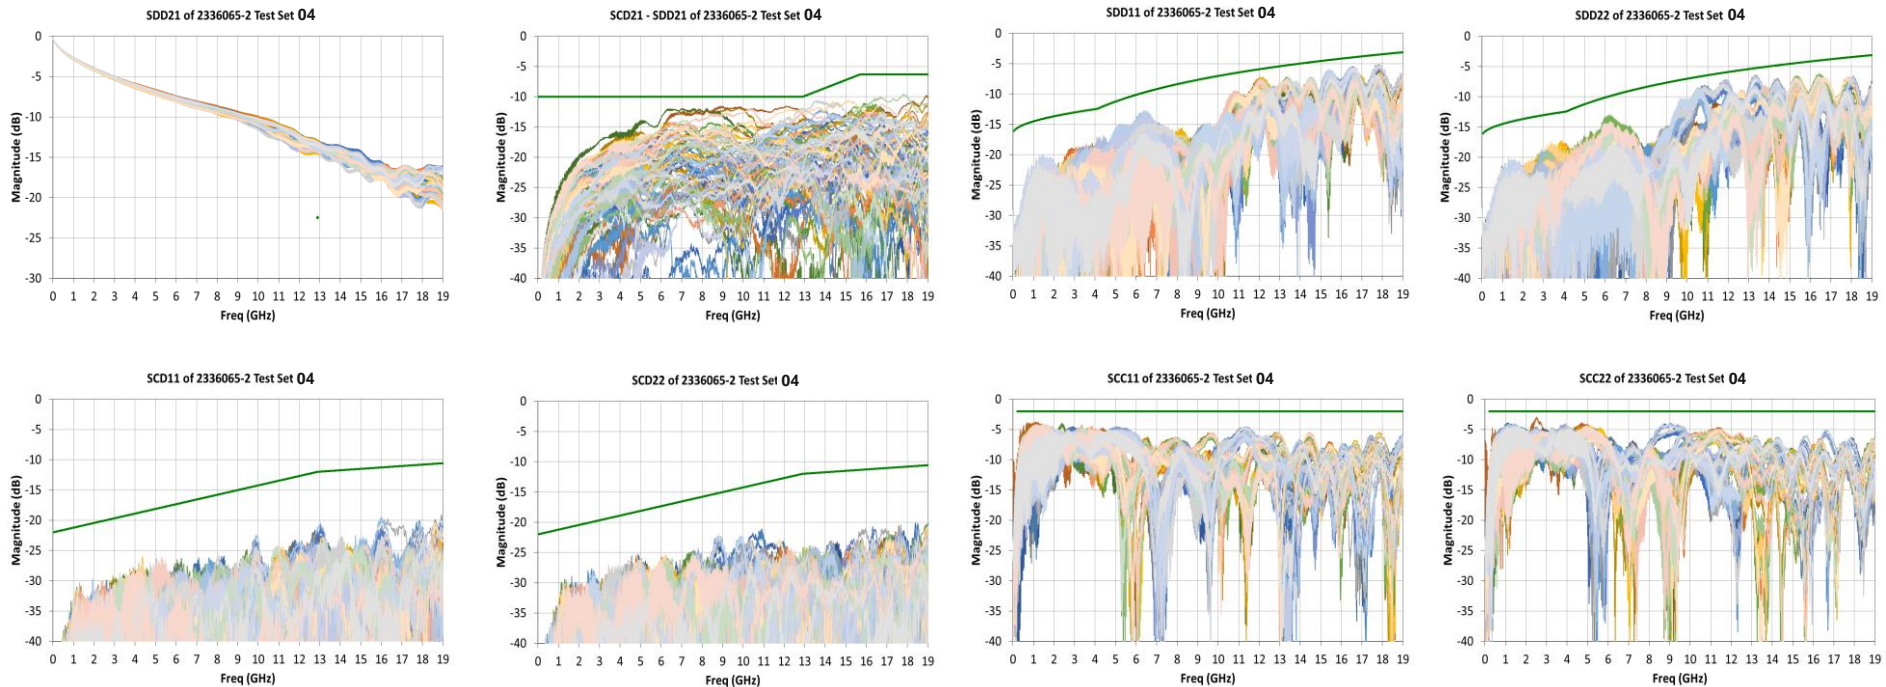 SDD21 of 2336065-2 Test Set 04
SCD21 - SDD21 of 2336065-2 Test Set 04
SDD11 of 2336065-2 Test Set 04
SDD22 of 2336065-2 Test Set 04
Magnitude (dB)
0
-5
-10
-15
-20
-25
-30
0 1 2 3 4 5 6 7 8 9 10 11 12 13 14 15 16 17 18 19
Freq (GHz)
Magnitude (dB)
0
-5
-10
-15
-20
-25
-30
-35
-40
0 1 2 3 4 5 6 7 8 9 10 11 12 13 14 15 16 17 18 19
Freq (GHz)
Magnitude (dB)
0
-5
-10
-15
-20
-25
-30
-35
-40
0 1 2 3 4 5 6 7 8 9 10 11 12 13 14 15 16 17 18 19
Freq (GHz)
Magnitude (dB)
0
-5
-10
-15
-20
-25
-30
-35
-40
0 1 2 3 4 5 6 7 8 9 10 11 12 13 14 15 16 17 18 19
Freq (GHz)
SCD11 of 2336065-2 Test Set 04
SCD22 of 2336065-2 Test Set 04
SCC11 of 2336065-2 Test Set 04
SCC22 of 2336065-2 Test Set 04
Magnitude (dB)
0
-5
-10
-15
-20
-25
-30
-35
-40
0 1 2 3 4 5 6 7 8 9 10 11 12 13 14 15 16 17 18 19
Freq (GHz)
Magnitude (dB)
0
-5
-10
-15
-20
-25
-30
-35
-40
0 1 2 3 4 5 6 7 8 9 10 11 12 13 14 15 16 17 18 19
Freq (GHz)
Magnitude (dB)
0
-5
-10
-15
-20
-25
-30
-35
-40
0 1 2 3 4 5 6 7 8 9 10 11 12 13 14 15 16 17 18 19
Freq (GHz)
Magnitude (dB)
0
-5
-10
-15
-20
-25
-30
-35
-40
0 1 2 3 4 5 6 7 8 9 10 11 12 13 14 15 16 17 18 19
Freq (GHz)